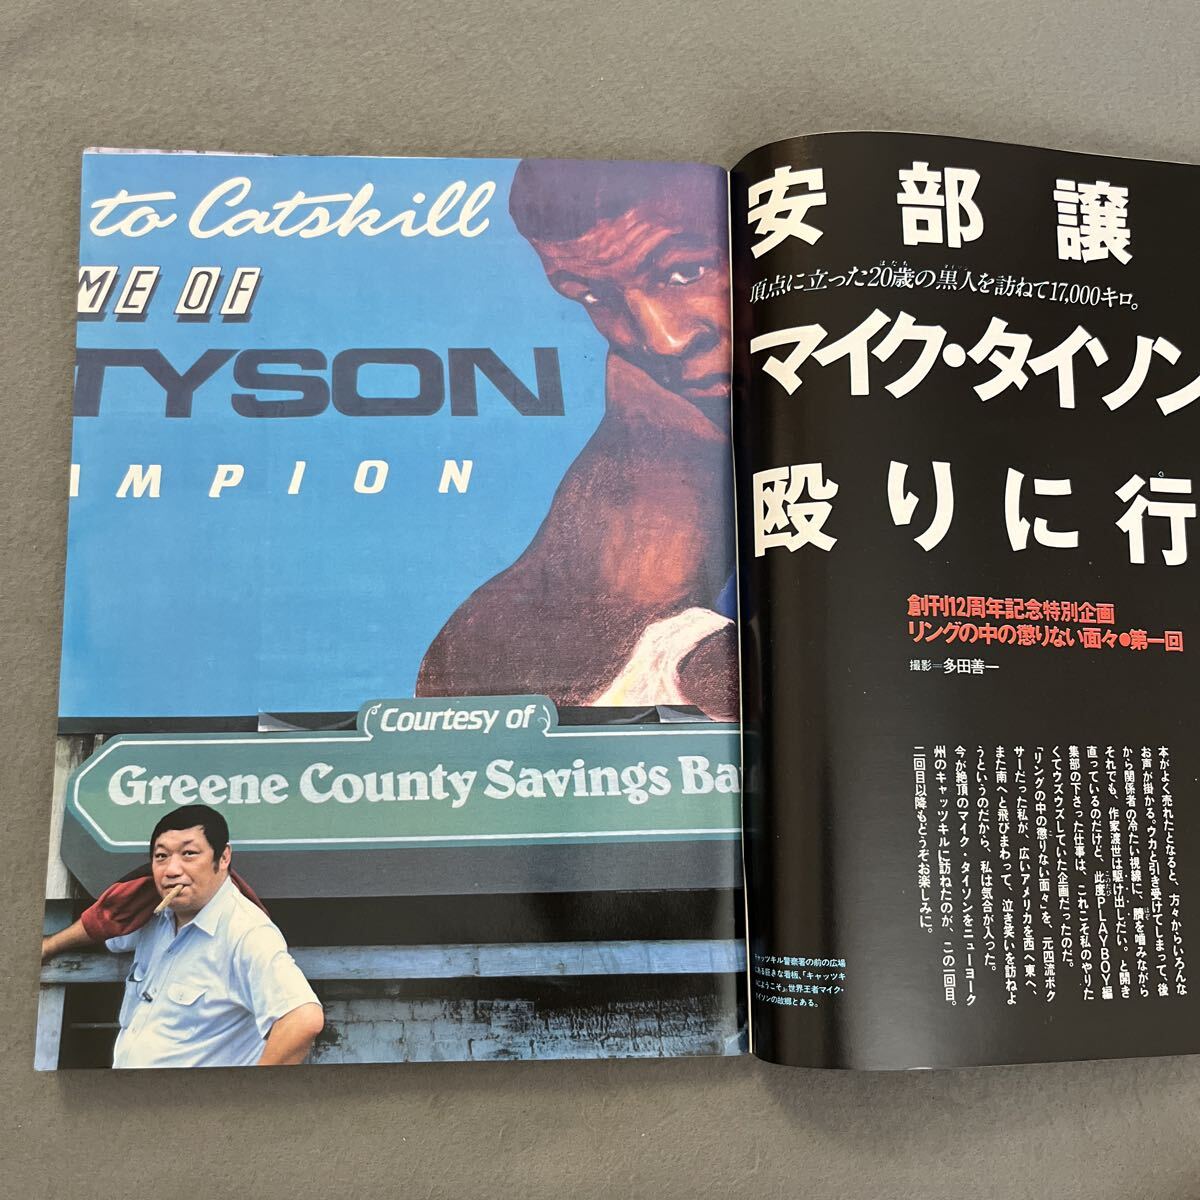 to Catskill
ME OF
TYSON
AMPION
Courtesy of
Greene County Savings Ba
安部譲
頂点に立った20歳の黒人を訪ねて17,000キロ。
マイク・タイソン
殴りに行
創刊12周年記念特別企画
リングの中の懲りない面々●第一回
撮影=多田善一
本がよく売れたとなると、方々からいろんな
お声が掛かる。ウカと引き受けてしまって、後
から関係者の冷たい視線に、臍を嚙みながら
それでも、作家渡世は駆け出しだい。と開き
直っているのだけど、此度PLAYBOY編
集部の下さった仕事は、これこそ私のやりた
くてウズウズしていた企画だったのだ。
「リングの中の懲りない面々」を、元四流ボク
サーだった私が、広いアメリカを西へ東へ、
また南へと飛びまわって、泣き笑いを訪ねよ
うというのだから、私は気合が入った。
今が絶頂のマイク・タイソンをニューヨーク
州のキャッツキルに訪ねたのが、この一回目。
二回目以降もどうぞお楽しみに。
キャッツキル警察署の前の広場
にある巨きな看板、「キャッツキ
ルにようこそ」。世界王者マイク・
タイソンの故郷とある。